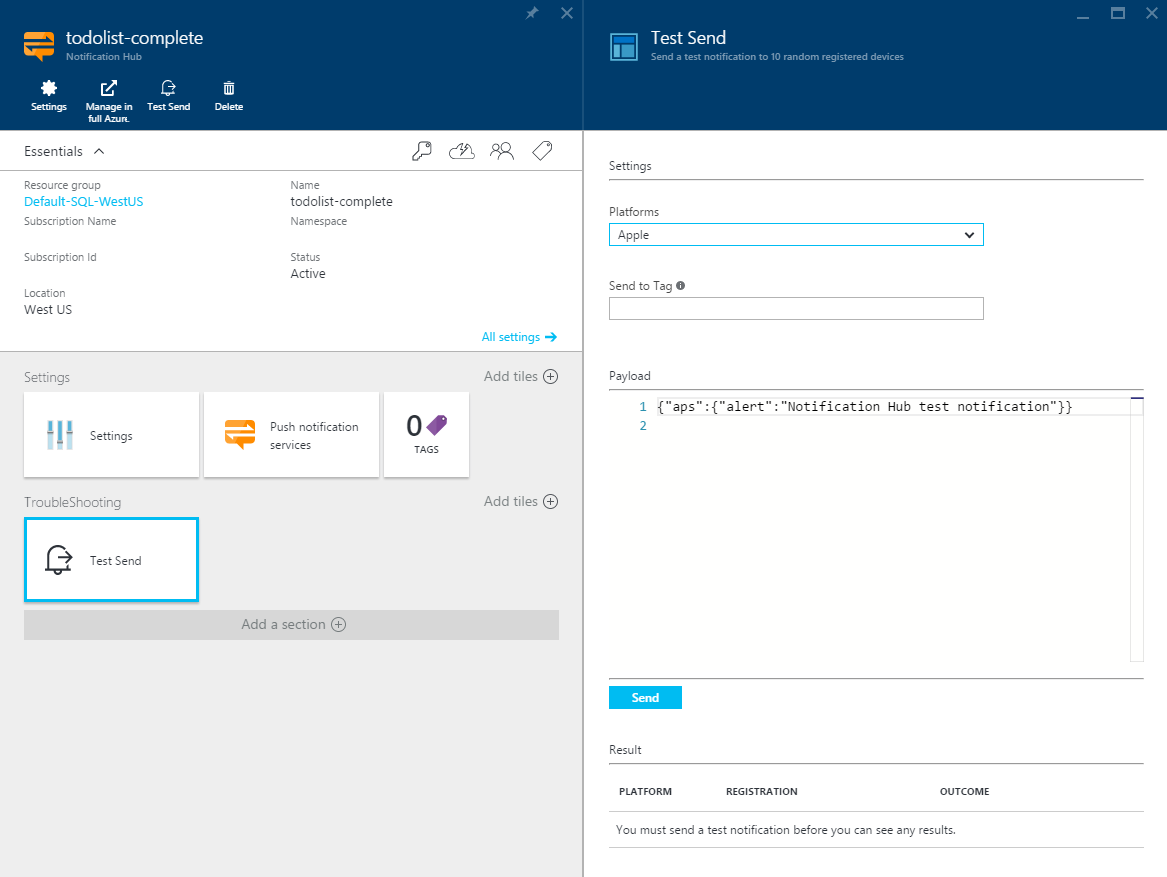 todolist-complete
Notification Hub
Settings
Manage in
full Azur.
Test Send
Delete
Essentials
Resource group
Default-SQL-WestUS
Subscription Name
Subscription Id
Location
West US
Name
todolist-complete
Namespace
Status
Active
All settings
Settings
Add tiles
Settings
Push notification
services
0
TAGS
TroubleShooting
Add tiles
Test Send
Add a section
Test Send
Send a test notification to 10 random registered devices
Settings
Platforms
Apple
Send to Tag
Payload
1 {"aps":{"alert":"Notification Hub test notification"}}
2
Send
Result
PLATFORM REGISTRATION OUTCOME
You must send a test notification before you can see any results.